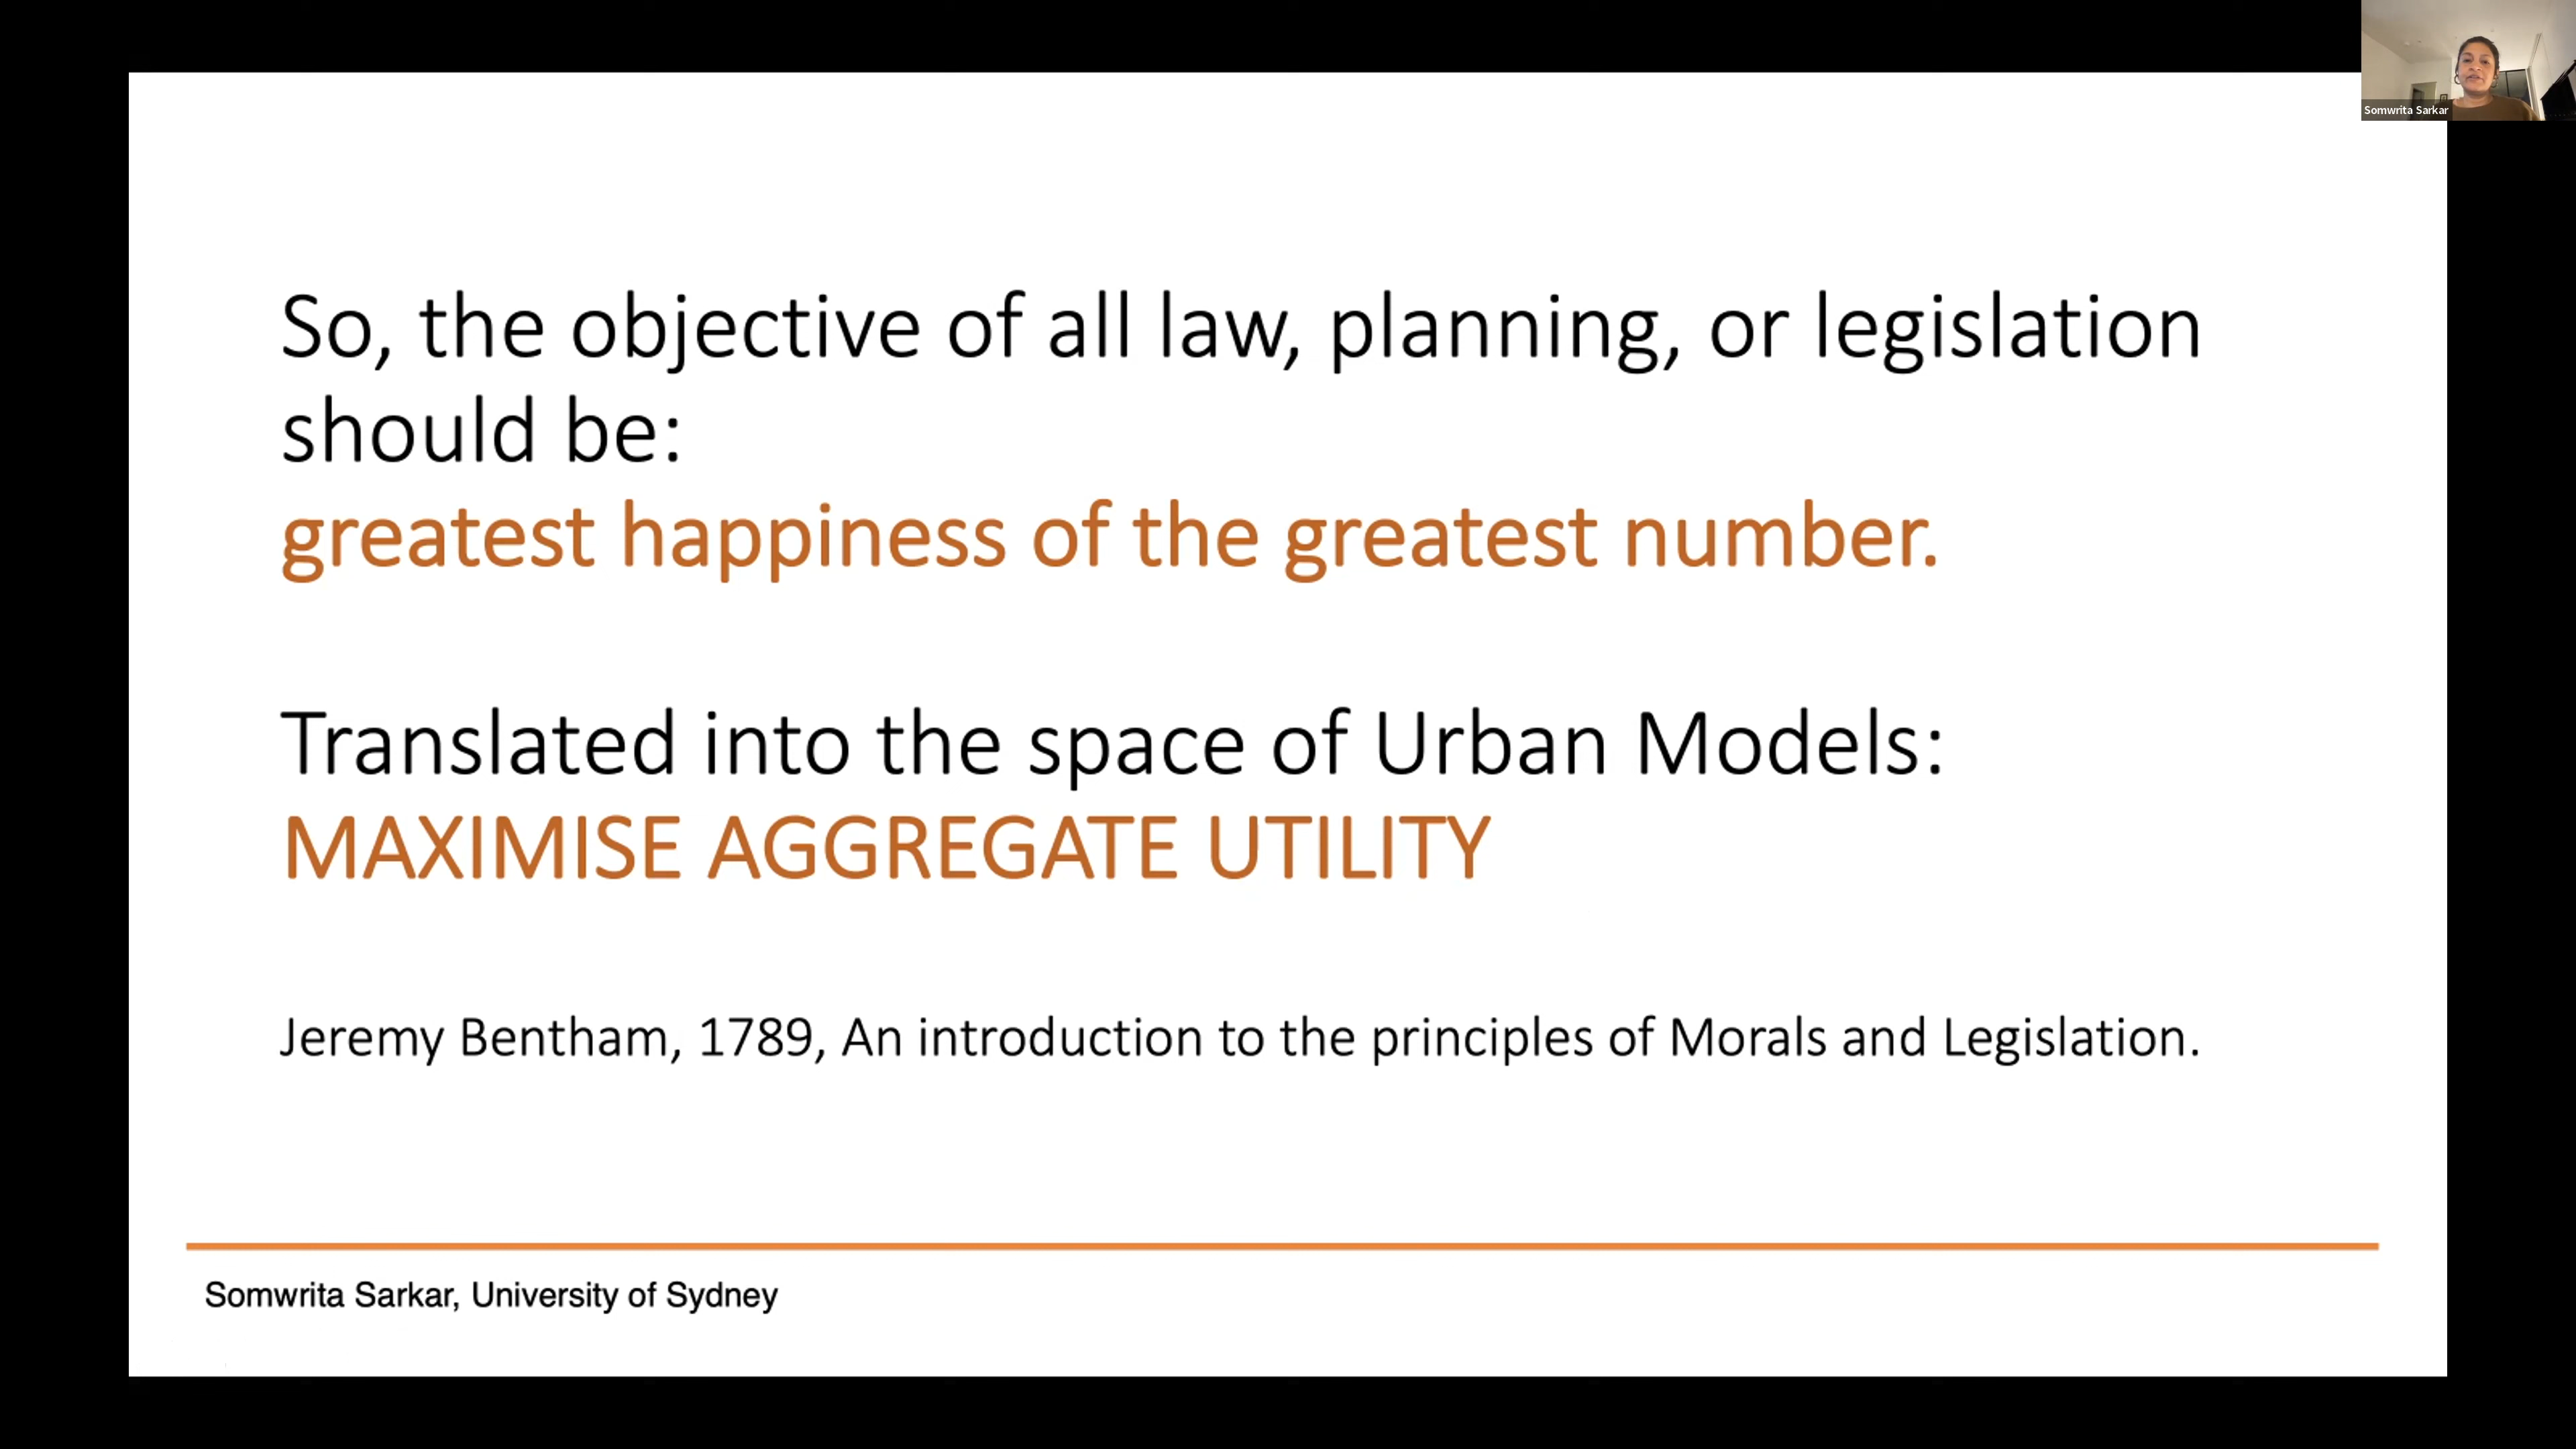 Somwrita Sarkar
So, the objective of all law, planning, or legislation
should be:
greatest happiness of the greatest number.
Translated into the space of Urban Models:
MAXIMISE AGGREGATE UTILITY
Jeremy Bentham, 1789, An introduction to the principles of Morals and Legislation.
Somwrita Sarkar, University of Sydney